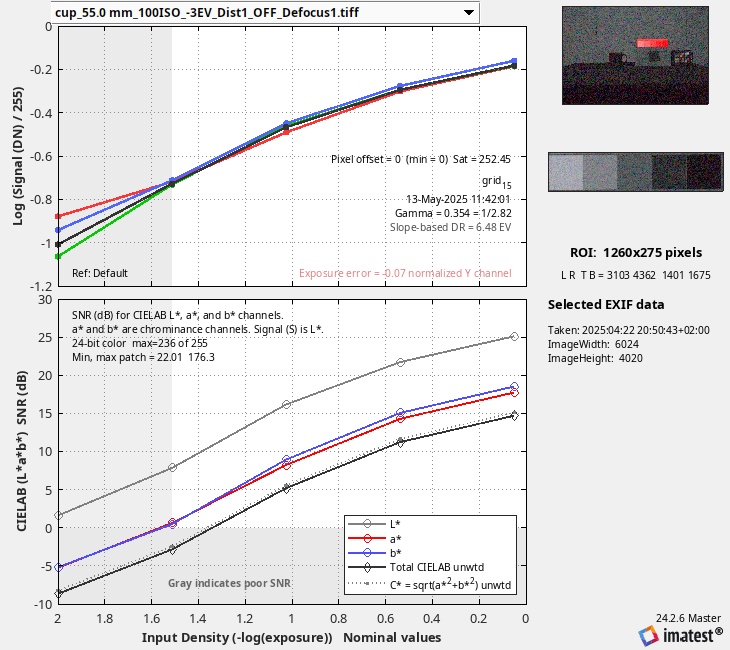 cup_55.0 mm_100ISO_-3EV_Dist1_OFF_Defocus1.tiff
Log (Signal (DN) / 255)
0
-0.2
-0.4
-0.6
-0.8
-1
-1.2
Pixel offset = 0 (min = 0) Sat = 252.45
grid15
13-May-2025 11:42:01
Gamma = 0.354 = 1/2.82
Slope-based DR = 6.48 EV
Ref: Default
Exposure error = -0.07 normalized Y channel
CIELAB (L*a*b*) SNR (dB)
30
25
20
15
10
5
0
-5
-10
SNR (dB) for CIELAB L*, a*, and b* channels.
a* and b* are chrominance channels. Signal (S) is L*.
24-bit color max=236 of 255
Min, max patch = 22.01 176.3
L*
a*
b*
Total CIELAB unwtd
C* = sqrt(a*²+b*²) unwtd
Gray indicates poor SNR
2 1.8 1.6 1.4 1.2 1 0.8 0.6 0.4 0.2 0
Input Density (-log(exposure)) Nominal values
ROI: 1260x275 pixels
L R T B = 3103 4362 1401 1675
Selected EXIF data
Taken: 2025:04:22 20:50:43+02:00
ImageWidth: 6024
ImageHeight: 4020
24.2.6 Master
imatest®